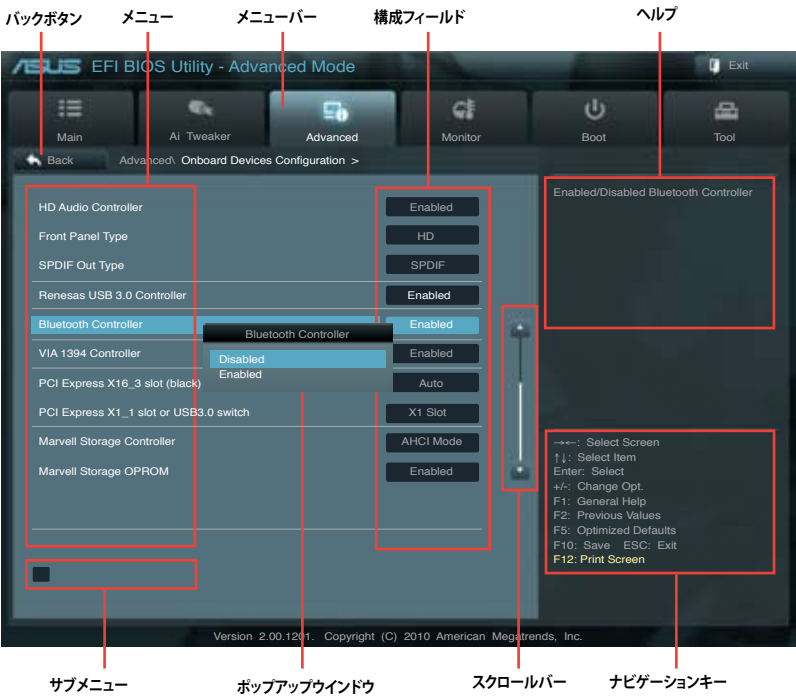 バックボタン メニュー メニューバー 構成フィールド ヘルプ
ASUS EFI BIOS Utility - Advanced Mode Exit
Main Ai Tweaker Advanced Monitor Boot Tool
Back Advanced\ Onboard Devices Configuration >
Enabled/Disabled Bluetooth Controller
HD Audio Controller Enabled
Front Panel Type HD
SPDIF Out Type SPDIF
Renesas USB 3.0 Controller Enabled
Bluetooth Controller Enabled
Bluetooth Controller
Disabled
Enabled
VIA 1394 Controller Enabled
PCI Express X16_3 slot (black) Auto
PCI Express X1_1 slot or USB3.0 switch X1 Slot
Marvell Storage Controller AHCI Mode
Marvell Storage OPROM Enabled
→←: Select Screen
↑↓: Select Item
Enter: Select
+/-: Change Opt.
F1: General Help
F2: Previous Values
F5: Optimized Defaults
F10: Save ESC: Exit
F12: Print Screen
Version 2.00.1201. Copyright (C) 2010 American Megatrends, Inc.
サブメニュー ポップアップウインドウ スクロールバー ナビゲーションキー